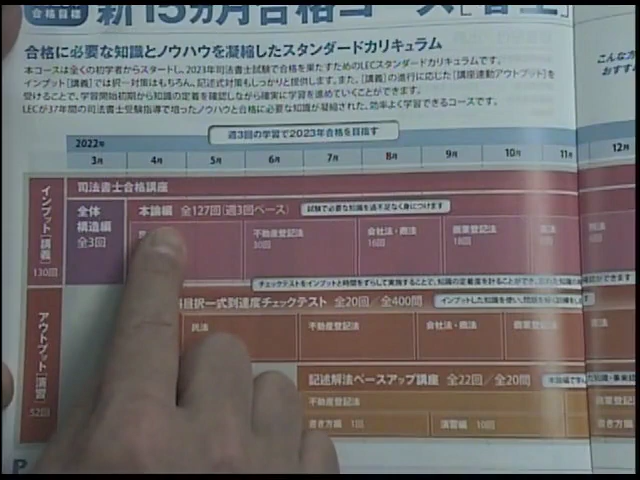 合格目標 新15ヵ月合格コース
合格に必要な知識とノウハウを凝縮したスタンダードカリキュラム
本コースは全くの初学者からスタートし、2023年司法書士試験で合格を果たすためのLECスタンダードカリキュラムです。
インプット[講義]では択一対策はもちろん、記述式対策もしっかりと提供します。また、[講義]の進行に応じた[講座連動アウトプット]を
受けることで、学習開始初期から知識の定着を確認しながら確実に学習を進めていくことができます。
LECが37年間の司法書士受験指導で培ったノウハウと合格に必要な知識が凝縮された、効率よく学習できるコースです。
こんな方
おすす
週3回の学習で2023年合格を目指す
2022年
3月 4月 5月 6月 7月 8月 9月 10月 11月 12月
インプット[講義] 130回
司法書士合格講座
全体構造編 全3回
本論編 全127回(週3回ペース)
試験で必要な知識を過不足なく身につけます
不動産登記法 30回
会社法・商法 16回
商業登記法 18回
チェックテストをインプットと時間をずらして実施することで、知識の定着度を計ることができ
アウトプット[演習] 52回
科目択一式到達度チェックテスト 全20回/全400問
インプットした知識を使い、問題を
民法 不動産登記法 会社法・商法 商業登記法
記述解法ベースアップ講座 全22回/全20問
不動産登記法 商業登記
書き方編 1回 演習編 10回 書き方編